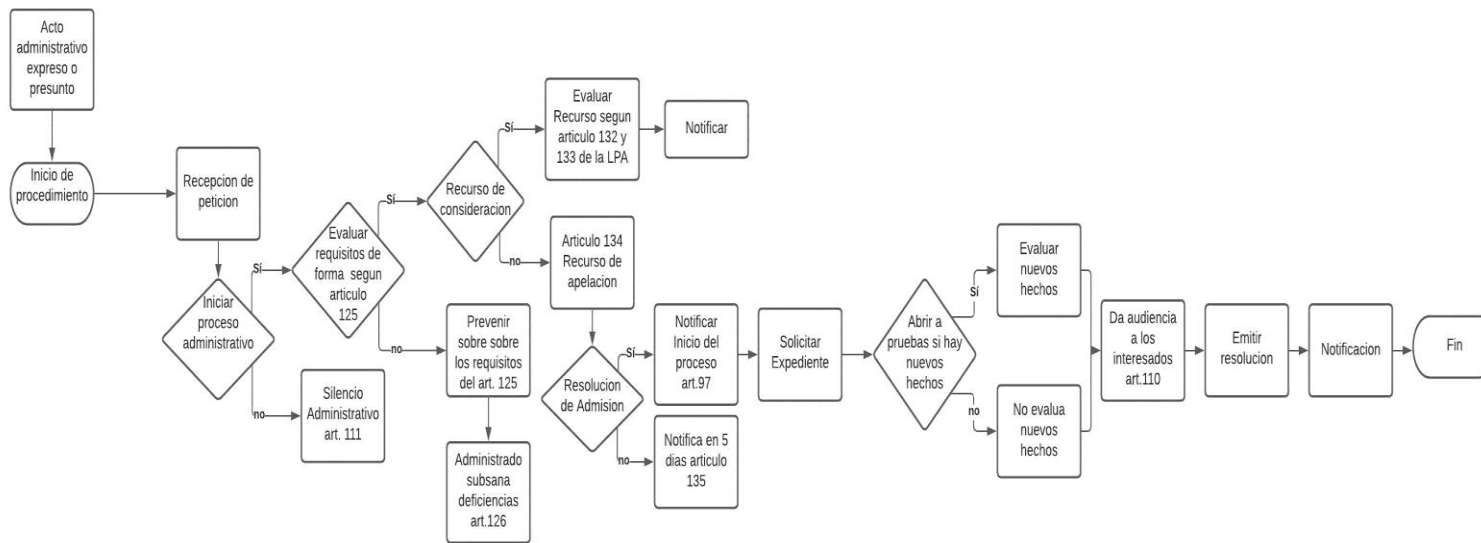 Acto
administrativo
expreso o
presunto
Inicio de
procedimiento
Recepcion de
peticion
Iniciar
proceso
administrativo
Sí
no
Silencio
Administrativo
art. 111
Evaluar
requisitos de
forma segun
articulo
125
Sí
no
Prevenir
sobre sobre
los requisitos
del art. 125
Administrado
subsana
deficiencias
art.126
Recurso de
consideracion
Sí
no
Evaluar
Recurso segun
articulo 132 y
133 de la LPA
Notificar
Articulo 134
Recurso de
apelacion
Resolucion
de Admision
Sí
no
Notificar
Inicio del
proceso
art.97
Notifica en 5
dias articulo
135
Solicitar
Expediente
Abrir a
pruebas si hay
nuevos
hechos
Sí
no
Evaluar
nuevos
hechos
No evalua
nuevos
hechos
Da audiencia
a los
interesados
art.110
Emitir
resolucion
Notificacion
Fin